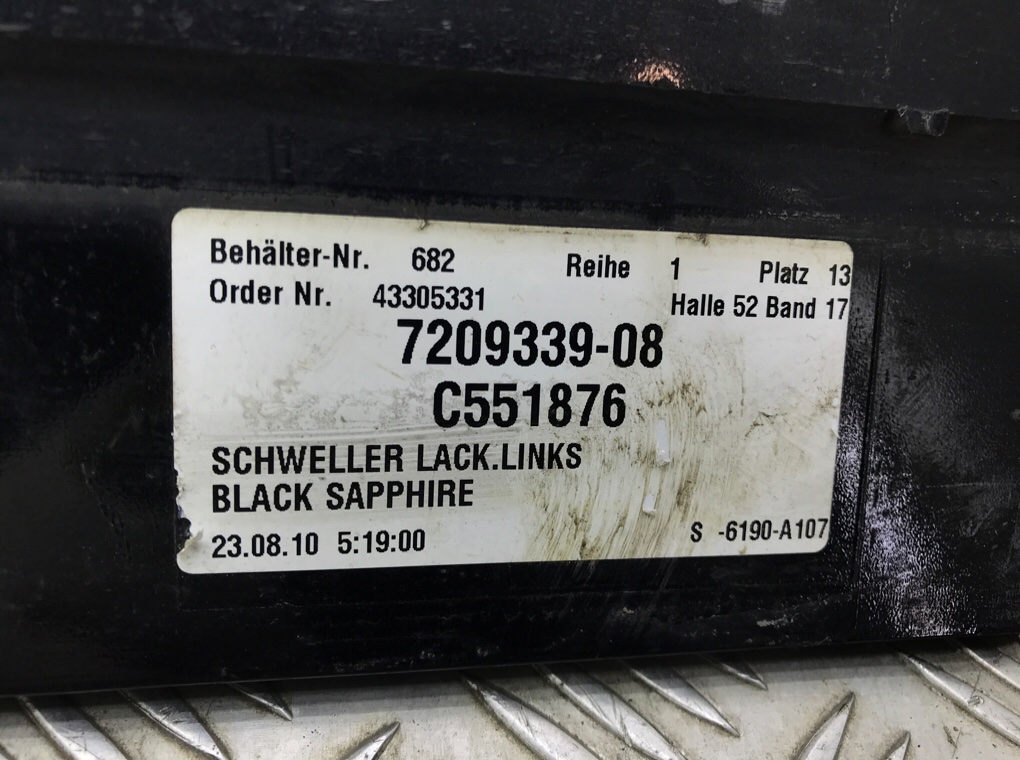 Behälter-Nr. 682 Reihe 1 Platz 13
Order Nr. 43305331 Halle 52 Band 17
7209339-08
C551876
SCHWELLER LACK.LINKS
BLACK SAPPHIRE
23.08.10 5:19:00 S -6190-A107